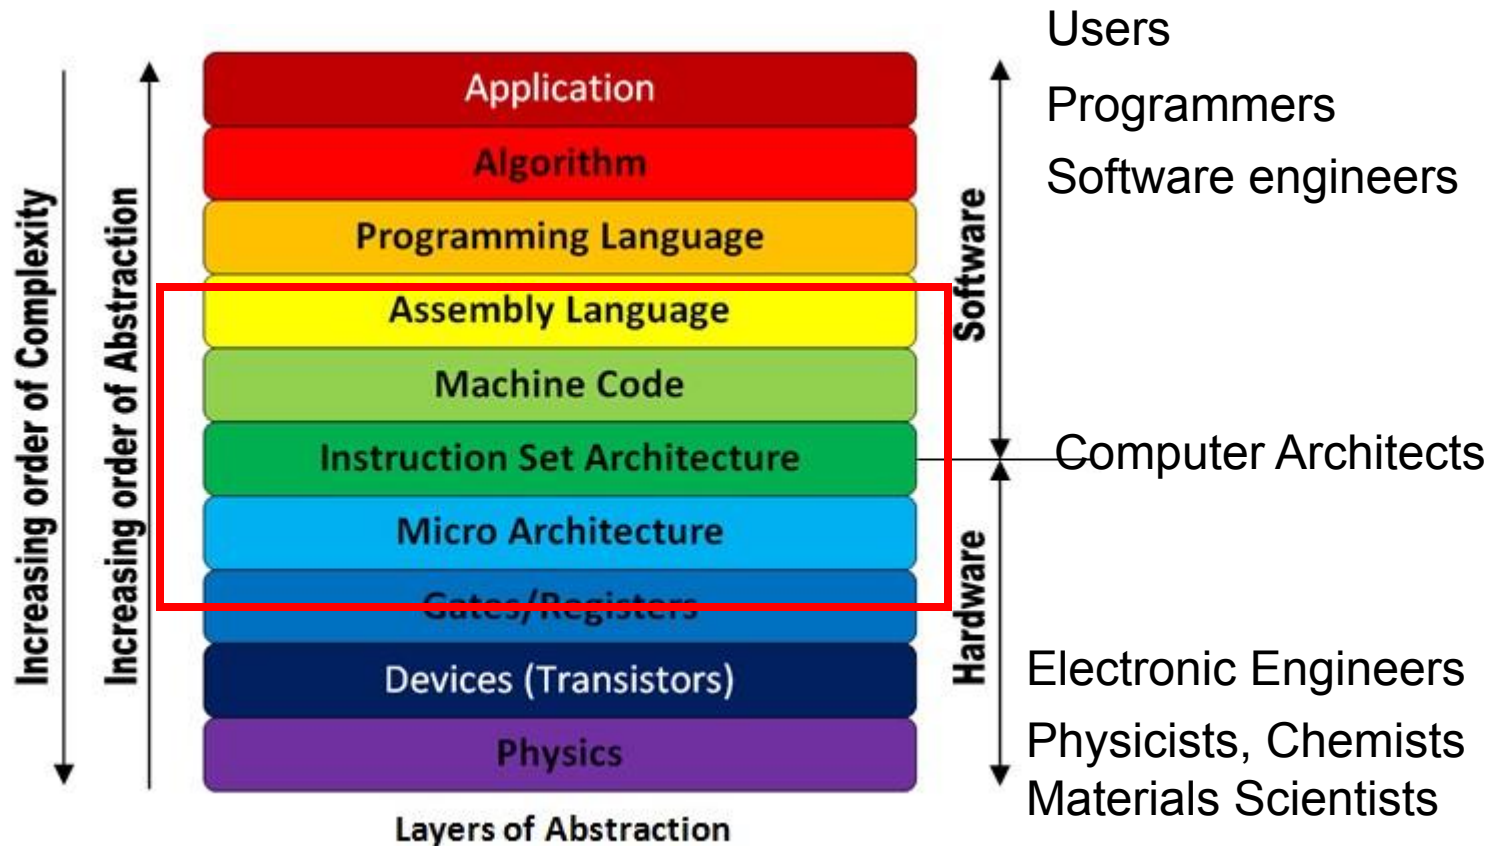 Users
Programmers
Software engineers
Computer Architects
Electronic Engineers
Physicists, Chemists
Materials Scientists
Increasing order of Complexity
Increasing order of Abstraction
Application
Algorithm
Programming Language
Assembly Language
Machine Code
Instruction Set Architecture
Micro Architecture
Gates/Registers
Devices (Transistors)
Physics
Software
Hardware
Layers of Abstraction